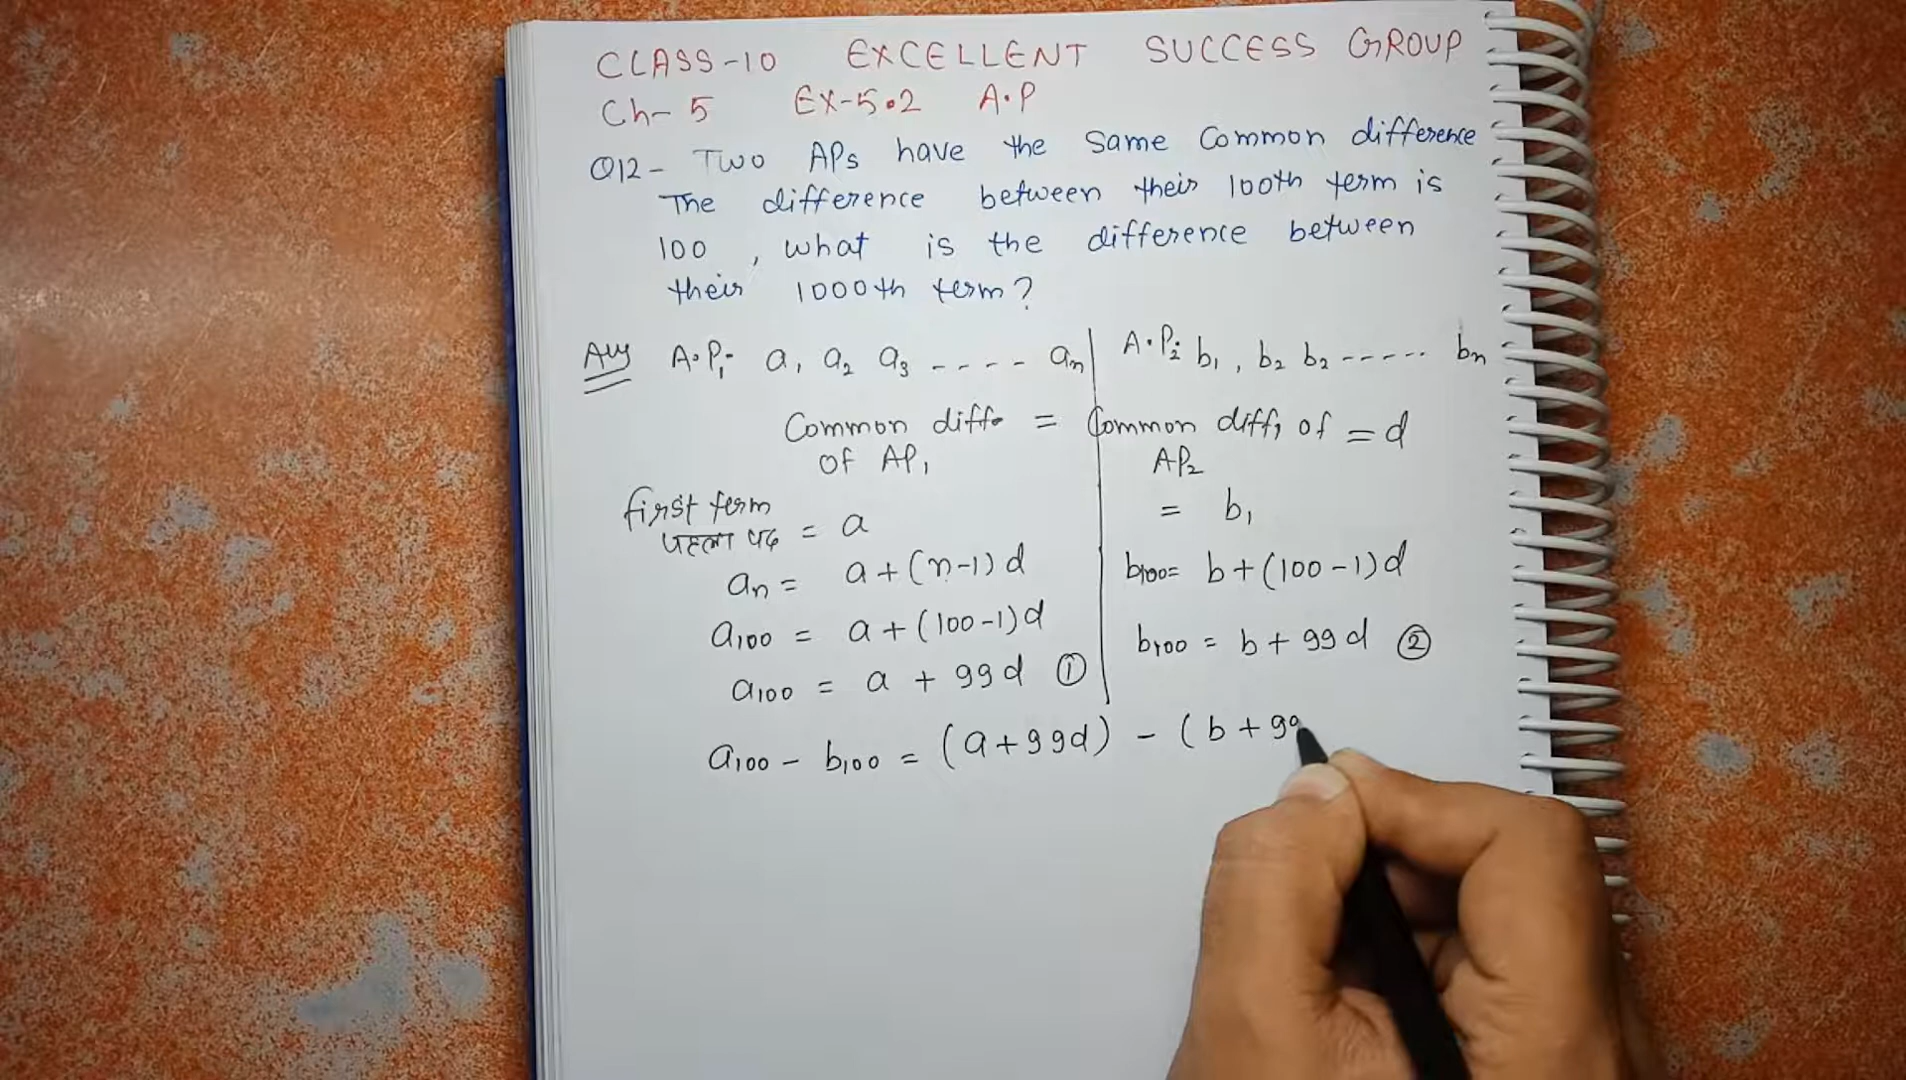 CLASS-10 EXCELLENT SUCCESS GROUP
Ch-5 EX-5.2 A.P
Q12- Two APs have the same Common difference
The difference between their 100th term is
100 , what is the difference between
their 1000th term?
Ans A.P₁:- a, a₂ a₃ ----- aₙ | A.P₂: b₁, b₂ b₂ ------ bₙ
Common diff. of AP₁ = Common diff, of AP₂ = d
first term
पहला पद = a = b₁
aₙ = a+(n-1)d
b₁₀₀= b+(100-1)d
a₁₀₀ = a+(100-1)d
b₁₀₀ = b+99d ②
a₁₀₀ = a + 99d ①
a₁₀₀ - b₁₀₀ = (a+99d) - (b+99